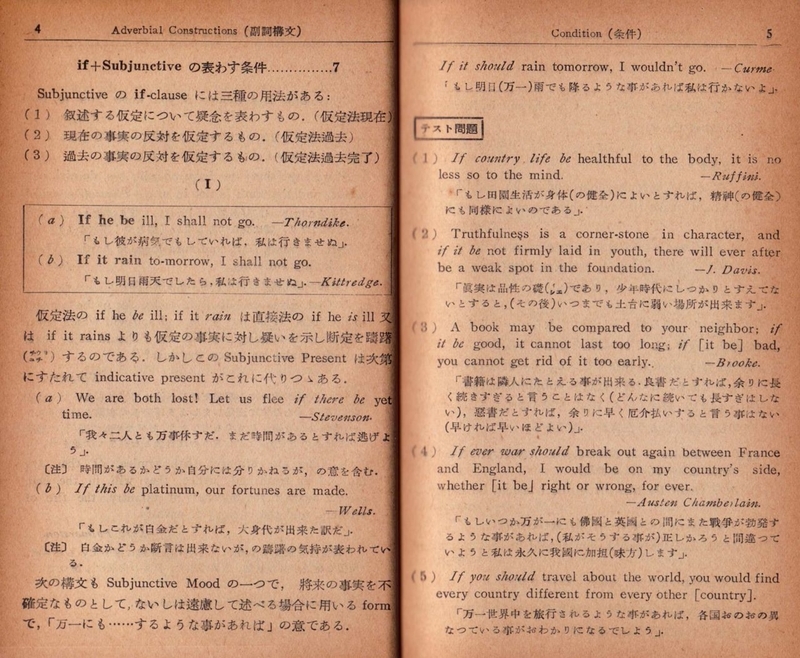 4 Adverbial Constructions (副詞構文)
if+Subjunctive の表わす条件...............7
Subjunctive の if-clause には三種の用法がある:
(1) 叙述する仮定について疑念を表わすもの.(仮定法現在)
(2) 現在の事実の反対を仮定するもの.(仮定法過去)
(3) 過去の事実の反対を仮定するもの.(仮定法過去完了)
(I)
(a) If he be ill, I shall not go. —Thorndike.
「もし彼が病気でもしていれば, 私は行きませぬ」.
(b) If it rain to-morrow, I shall not go.
「もし明日雨天でしたら,私は行きませぬ」.—Kittredge.
仮定法の if he be ill; if it rain は直接法の if he is ill 又
は if it rains よりも仮定の事実に対し疑いを示し断定を躊躇
するのである. しかしこの Subjunctive Present は次第
にすたれて indicative present がこれに代りつゝある.
(a) We are both lost! Let us flee if there be yet
time. —Stevenson.
「我々二人とも万事休すだ. まだ時間があるとすれば逃げよ
う」.
〔注〕 時間があるかどうか自分には分りかねるが, の意を含む.
(b) If this be platinum, our fortunes are made.
—Wells.
「もしこれが白金だとすれば, 大身代が出来た訳だ」.
〔注〕 白金かどうか断言は出来ないが,の躊躇の気持が表われてい
る.
次の構文も Subjunctive Mood の一つで, 将来の事実を不
確定なものとして,ないしは遠慮して述べる場合に用いる form
で,「万一にも……するような事があれば」の意である.
Condition (条件) 5
If it should rain tomorrow, I wouldn't go. —Curme
「もし明日(万一)雨でも降るような事があれば私は行かないよ」.
テスト問題
(1) If country life be healthful to the body, it is no
less so to the mind. —Ruffini.
「もし田園生活が身体(の健全)によいとすれば, 精神(の健全)
にも同様によいのである」.
(2) Truthfulness is a corner-stone in character, and
if it be not firmly laid in youth, there will ever after
be a weak spot in the foundation. —J. Davis.
「眞実は品性の礎であり, 少年時代にしつかりとすえてな
いとすると,(その後)いつまでも土台に弱い場所が出来ます」.
(3) A book may be compared to your neighbor; if
it be good, it cannot last too long; if [it be] bad,
you cannot get rid of it too early. —Brooke.
「書籍は隣人にたとえる事が出来る.良書だとすれば,余りに長
く続きすぎると言うことはなく(どんなに続いても長すぎはしな
い), 悪書だとすれば, 余りに早く厄介払いすると言う事はない
(早ければ早いほどよい)」.
(4) If ever war should break out again between France
and England, I would be on my country's side,
whether [it be] right or wrong, for ever.
—Austen Chamberlain.
「もしいつか万が一にも佛國と英國との間にまた戰爭が勃発す
るような事があれば,(私がそうする事が)正しかろうと間違つて
いようと私は永久に我國に加担(味方)します」.
(5) If you should travel about the world, you would find
every country different from every other [country].
「万一世界中を旅行されるような事があれば, 各国おのおの異
なつている事がおわかりになるでしよう」.